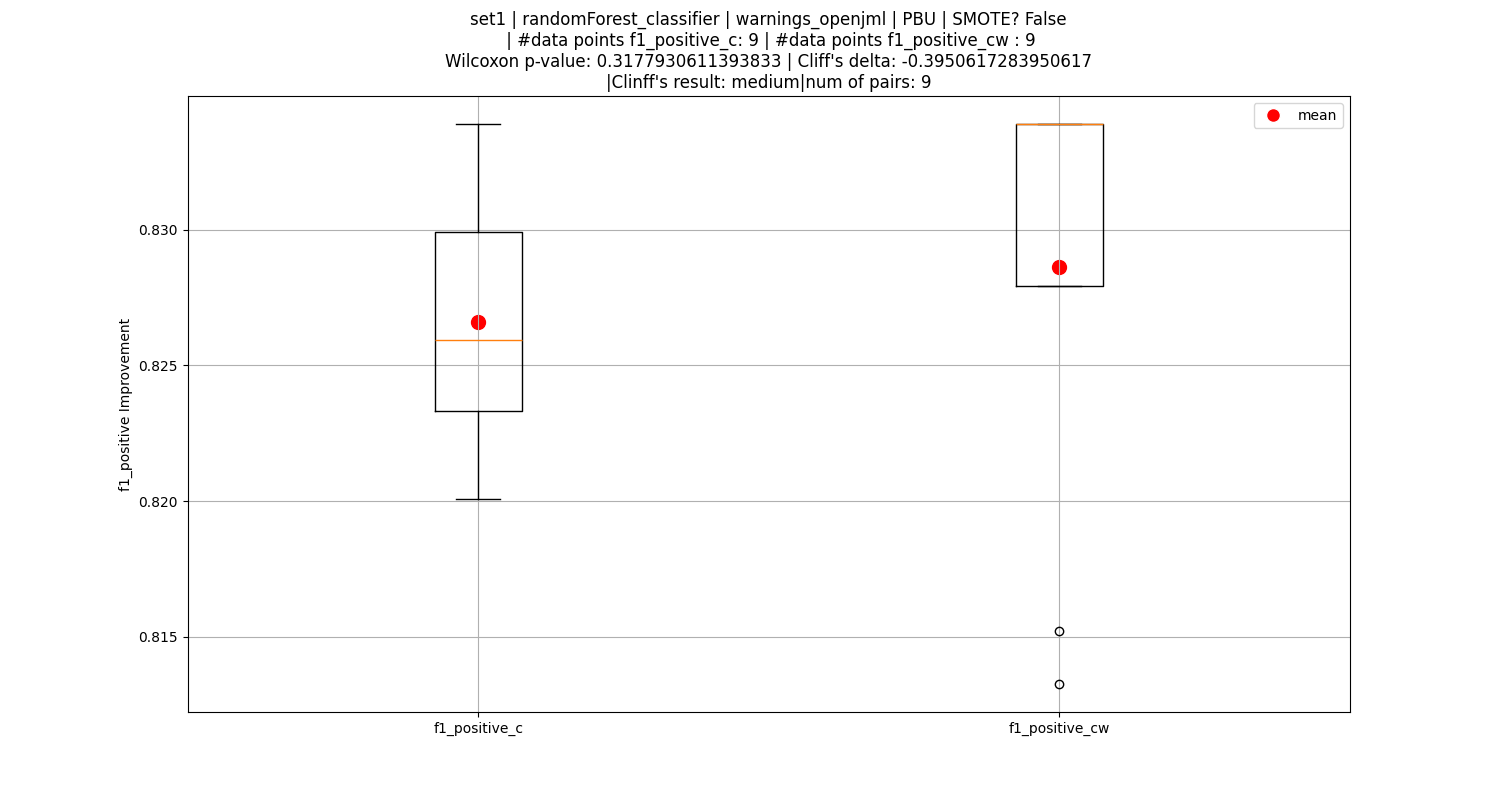 set1 | randomForest_classifier | warnings_openjml | PBU | SMOTE? False
| #data points f1_positive_c: 9 | #data points f1_positive_cw : 9
Wilcoxon p-value: 0.3177930611393833 | Cliff's delta: -0.3950617283950617
|Clinff's result: medium|num of pairs: 9
mean
f1_positive Improvement
0.830
0.825
0.820
0.815
f1_positive_c
f1_positive_cw